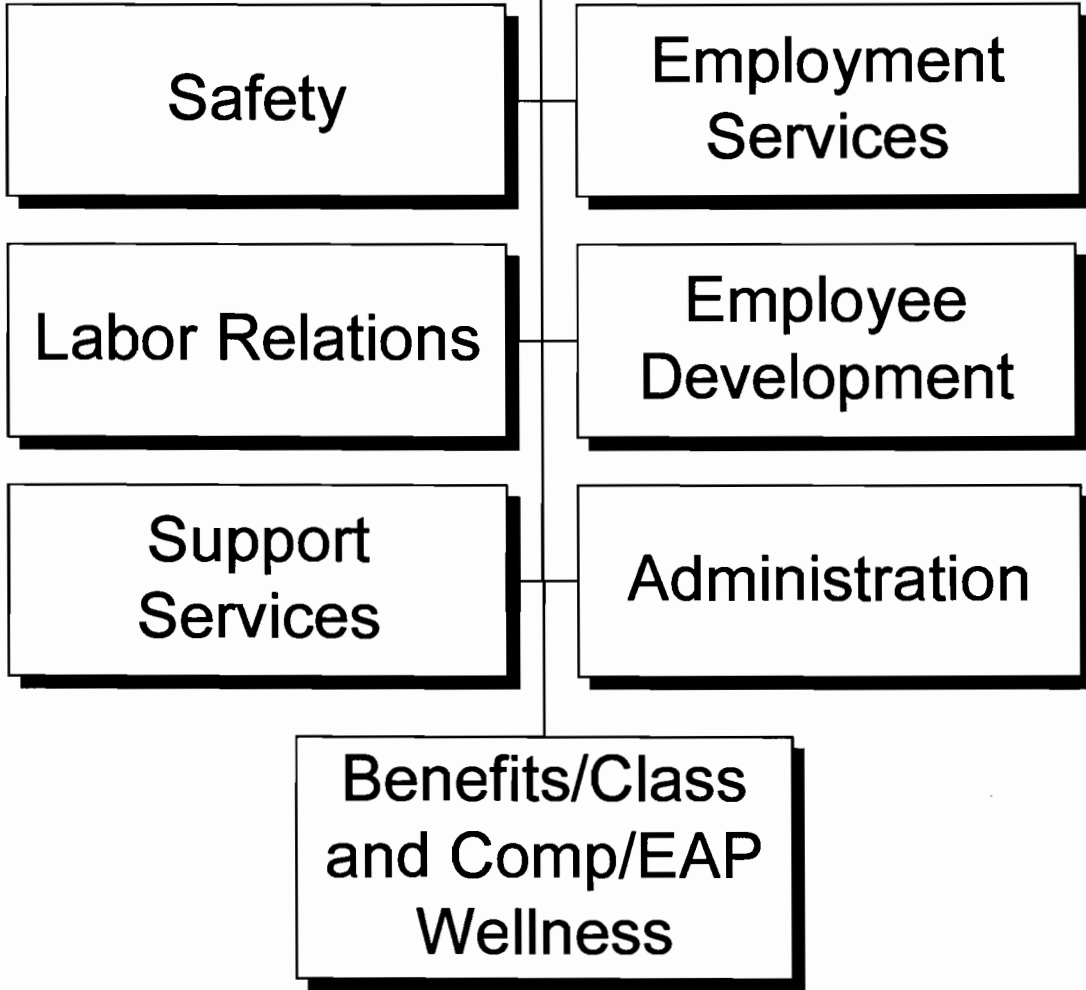 Safety
Employment
Services
Labor Relations
Employee
Development
Support
Services
Administration
Benefits/Class
and Comp/EAP
Wellness